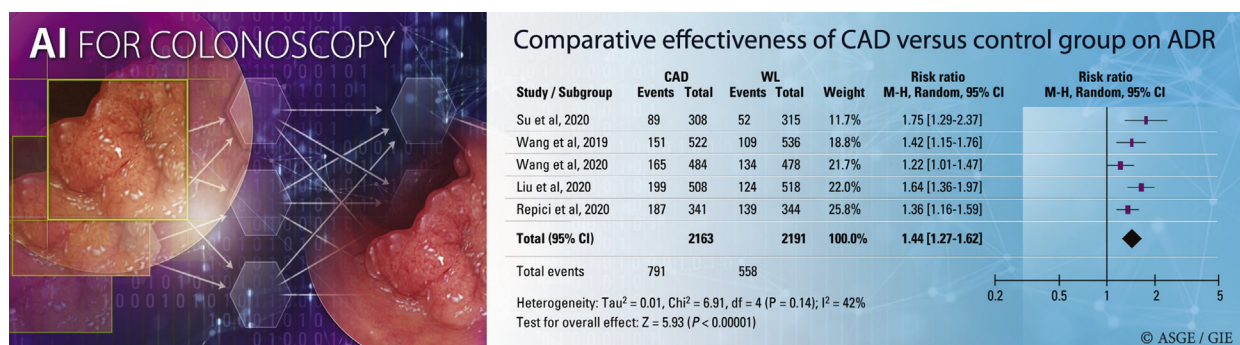 AI FOR COLONOSCOPY
Comparative effectiveness of CAD versus control group on ADR
CAD WL Risk ratio Risk ratio
Study / Subgroup Events Total Events Total Weight M-H, Random, 95% CI M-H, Random, 95% CI
Su et al, 2020 89 308 52 315 11.7% 1.75 [1.29-2.37]
Wang et al, 2019 151 522 109 536 18.8% 1.42 [1.15-1.76]
Wang et al, 2020 165 484 134 478 21.7% 1.22 [1.01-1.47]
Liu et al, 2020 199 508 124 518 22.0% 1.64 [1.36-1.97]
Repici et al, 2020 187 341 139 344 25.8% 1.36 [1.16-1.59]
Total (95% CI) 2163 2191 100.0% 1.44 [1.27-1.62]
Total events 791 558
Heterogeneity: Tau² = 0.01, Chi² = 6.91, df = 4 (P = 0.14); I² = 42%
Test for overall effect: Z = 5.93 (P < 0.00001)
0.2 0.5 1 2 5
© ASGE / GIE